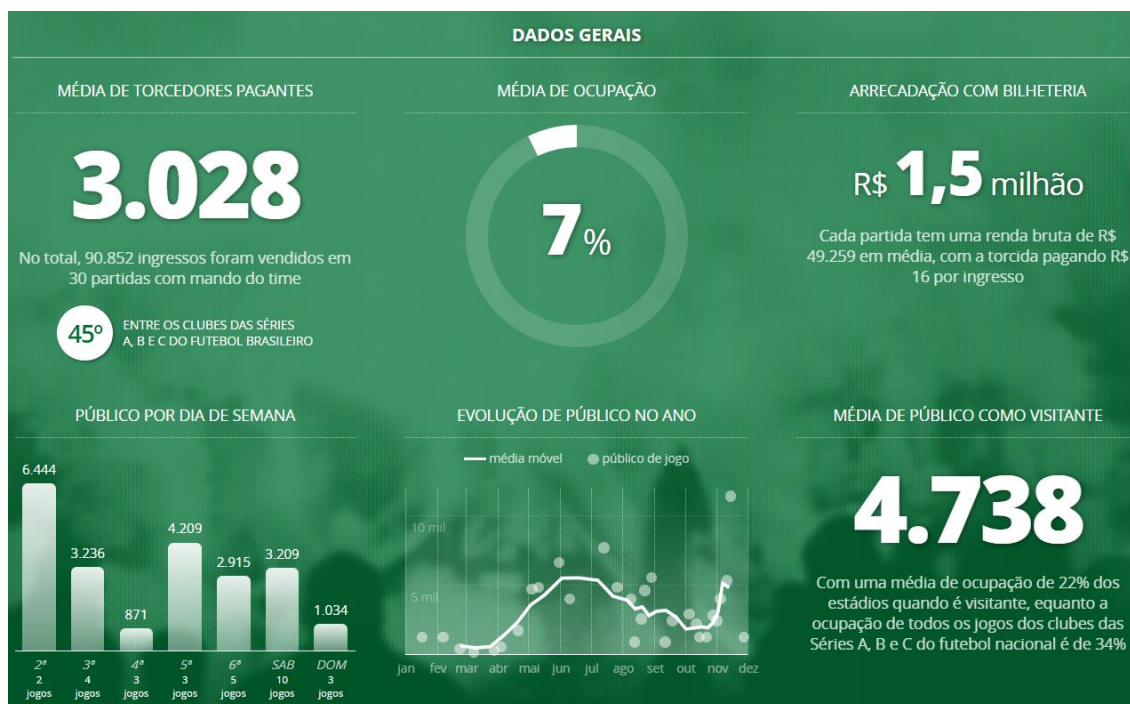 DADOS GERAIS
MÉDIA DE TORCEDORES PAGANTES
3.028
No total, 90.852 ingressos foram vendidos em
30 partidas com mando do time
45º
ENTRE OS CLUBES DAS SÉRIES
A, B E C DO FUTEBOL BRASILEIRO
MÉDIA DE OCUPAÇÃO
7%
ARRECADAÇÃO COM BILHETERIA
R$ 1,5 milhão
Cada partida tem uma renda bruta de R$
49.259 em média, com a torcida pagando R$
16 por ingresso
PÚBLICO POR DIA DE SEMANA
6.444
3.236
871
4.209
2.915
3.209
1.034
2ª 3ª 4ª 5ª 6ª SAB DOM
2 4 3 3 5 10 3
jogos jogos jogos jogos jogos jogos jogos
EVOLUÇÃO DE PÚBLICO NO ANO
média móvel público de jogo
10 mil
5 mil
jan fev mar abr mai jun jul ago set out nov dez
MÉDIA DE PÚBLICO COMO VISITANTE
4.738
Com uma média de ocupação de 22% dos
estádios quando é visitante, equanto a
ocupação de todos os jogos dos clubes das
Séries A, B e C do futebol nacional é de 34%